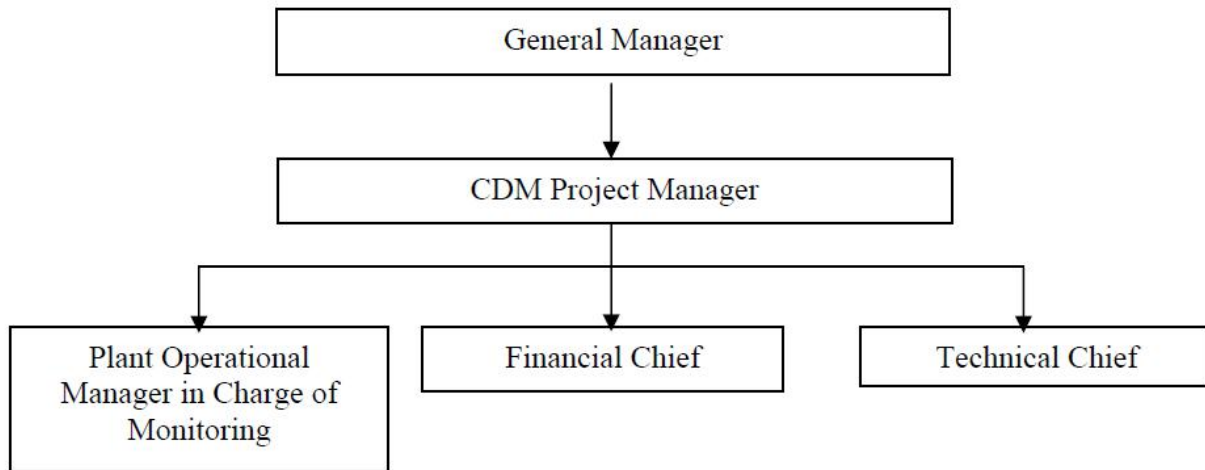 General Manager
CDM Project Manager
Plant Operational
Manager in Charge of
Monitoring
Financial Chief
Technical Chief